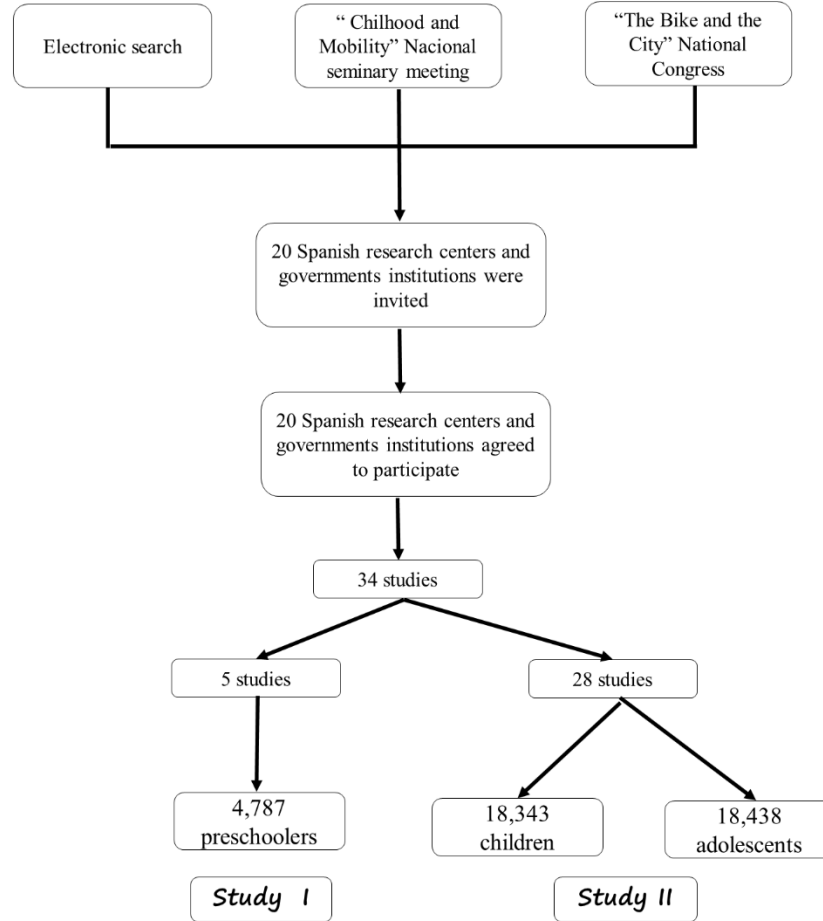 Electronic search
“ Chilhood and
Mobility” Nacional
seminary meeting
“The Bike and the
City” National
Congress
20 Spanish research centers and
governments institutions were
invited
20 Spanish research centers and
governments institutions agreed
to participate
34 studies
5 studies
28 studies
4,787
preschoolers
18,343
children
18,438
adolescents
Study I
Study II